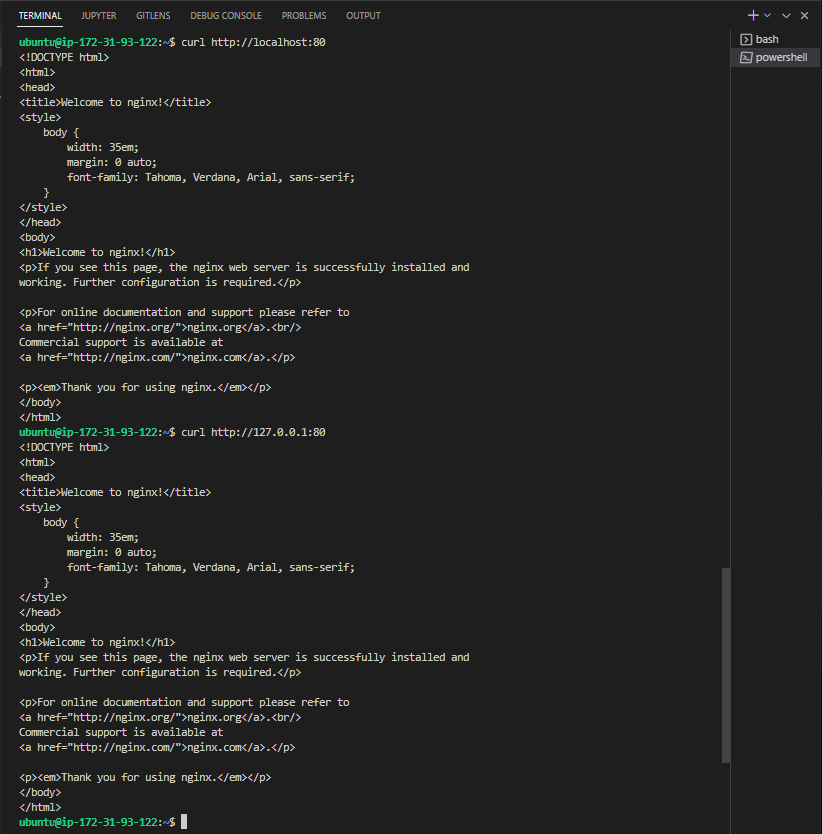 TERMINAL JUPYTER GITLENS DEBUG CONSOLE PROBLEMS OUTPUT
bash
powershell
ubuntu@ip-172-31-93-122:~$ curl http://localhost:80
<!DOCTYPE html>
<html>
<head>
<title>Welcome to nginx!</title>
<style>
    body {
        width: 35em;
        margin: 0 auto;
        font-family: Tahoma, Verdana, Arial, sans-serif;
    }
</style>
</head>
<body>
<h1>Welcome to nginx!</h1>
<p>If you see this page, the nginx web server is successfully installed and
working. Further configuration is required.</p>

<p>For online documentation and support please refer to
<a href="http://nginx.org/">nginx.org</a>.<br/>
Commercial support is available at
<a href="http://nginx.com/">nginx.com</a>.</p>

<p><em>Thank you for using nginx.</em></p>
</body>
</html>
ubuntu@ip-172-31-93-122:~$ curl http://127.0.0.1:80
<!DOCTYPE html>
<html>
<head>
<title>Welcome to nginx!</title>
<style>
    body {
        width: 35em;
        margin: 0 auto;
        font-family: Tahoma, Verdana, Arial, sans-serif;
    }
</style>
</head>
<body>
<h1>Welcome to nginx!</h1>
<p>If you see this page, the nginx web server is successfully installed and
working. Further configuration is required.</p>

<p>For online documentation and support please refer to
<a href="http://nginx.org/">nginx.org</a>.<br/>
Commercial support is available at
<a href="http://nginx.com/">nginx.com</a>.</p>

<p><em>Thank you for using nginx.</em></p>
</body>
</html>
ubuntu@ip-172-31-93-122:~$